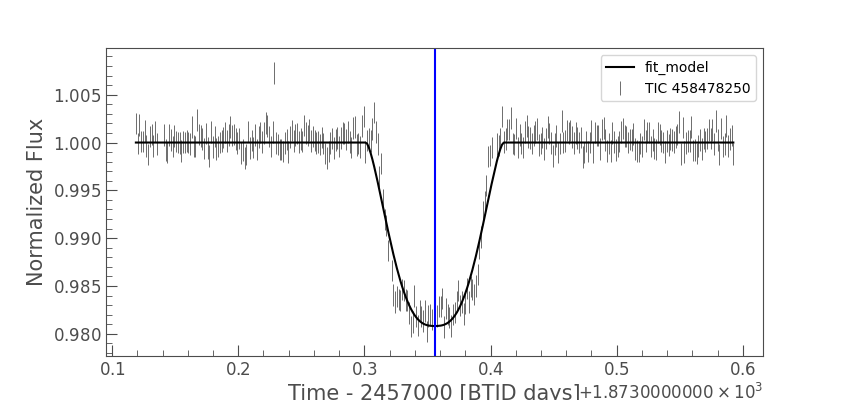 fit_model
TIC 458478250
1.005
1.000
0.995
0.990
0.985
0.980
Normalized Flux
0.1 0.2 0.3 0.4 0.5 0.6
Time - 2457000 [BTJD days]
+1.8730000000 × 10³